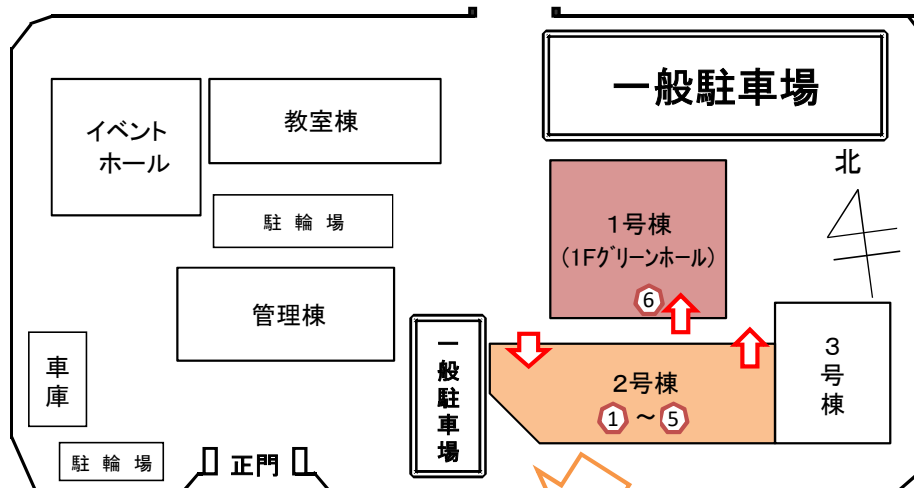 一般駐車場
イベント
ホール
教室棟
北
駐 輪 場
１号棟
(１Fｸﾞﾘｰﾝホール)
6
管理棟
一般駐車場
車庫
２号棟
1 ～ 5
３号棟
駐 輪 場
正門